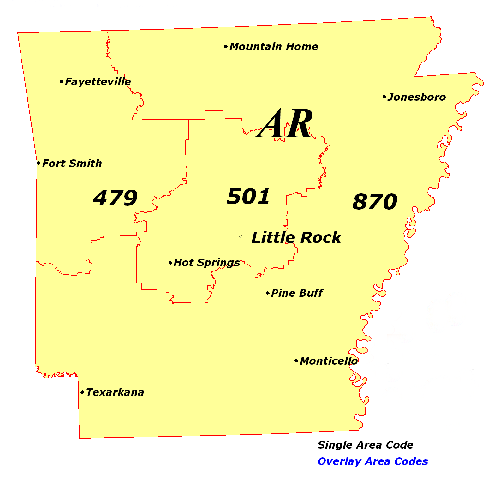 Mountain Home
Fayetteville
Jonesboro
AR
Fort Smith
479
501
870
Little Rock
Hot Springs
Pine Buff
Monticello
Texarkana
Single Area Code
Overlay Area Codes